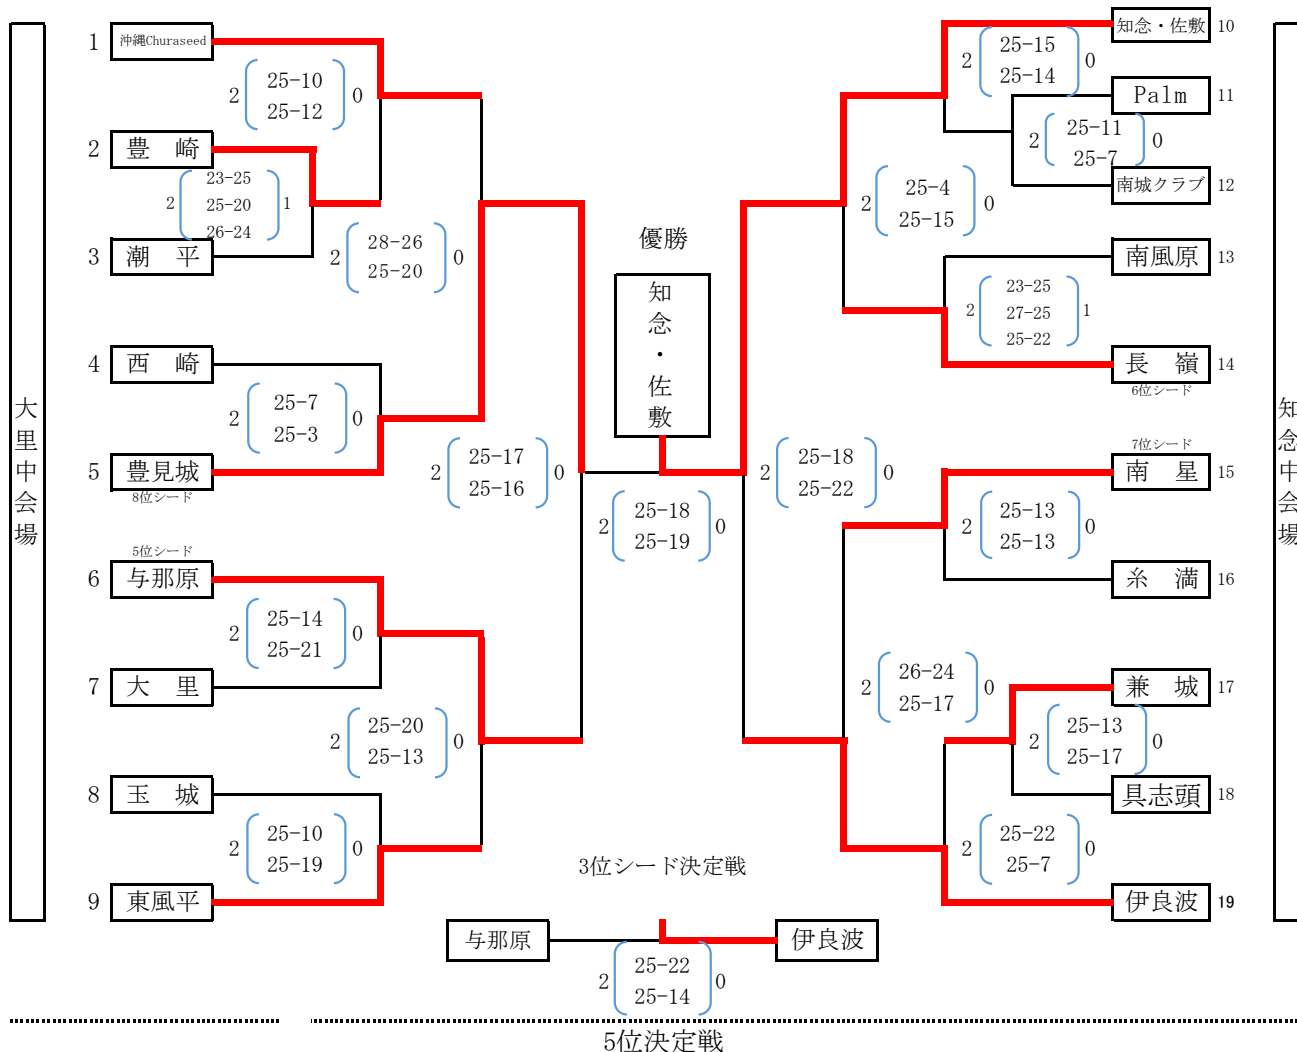 大里中会場
1 沖縄Churaseed
2 25-10 0
25-12
2 豊 崎
23-25
2 25-20 1
26-24
3 潮 平
2 28-26 0
25-20
4 西 崎
2 25-7 0
25-3
5 豊見城
8位シード
2 25-17 0
25-16
5位シード
6 与那原
2 25-14 0
25-21
7 大 里
2 25-20 0
25-13
8 玉 城
2 25-10 0
25-19
9 東風平
優勝
知念・佐敷
2 25-18 0
25-19
知念・佐敷 10
2 25-15 0
25-14
Palm 11
2 25-11 0
25-7
南城クラブ 12
2 25-4 0
25-15
南風原 13
23-25
2 27-25 1
25-22
長 嶺 14
6位シード
2 25-18 0
25-22
7位シード
南 星 15
2 25-13 0
25-13
糸 満 16
2 26-24 0
25-17
兼 城 17
2 25-13 0
25-17
具志頭 18
2 25-22 0
25-7
伊良波 19
知念中会場
3位シード決定戦
与那原 伊良波
2 25-22 0
25-14
5位決定戦